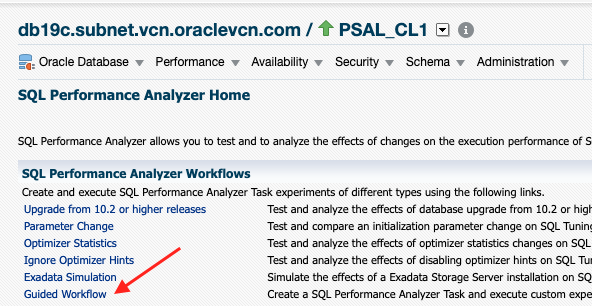 db19c.subnet.vcn.oraclevcn.com / PSAL_CL1
Oracle Database Performance Availability Security Schema Administration
SQL Performance Analyzer Home
SQL Performance Analyzer allows you to test and to analyze the effects of changes on the execution performance of S
SQL Performance Analyzer Workflows
Create and execute SQL Performance Analyzer Task experiments of different types using the following links.
Upgrade from 10.2 or higher releases Test and analyze the effects of database upgrade from 10.2 or high
Parameter Change Test and compare an initialization parameter change on SQL Tuning
Optimizer Statistics Test and analyze the effects of optimizer statistics changes on SQL
Ignore Optimizer Hints Test and analyze the effects of disabling optimizer hints on SQL Tu
Exadata Simulation Simulate the effects of a Exadata Storage Server installation on SQ
Guided Workflow Create a SQL Performance Analyzer Task and execute custom expe